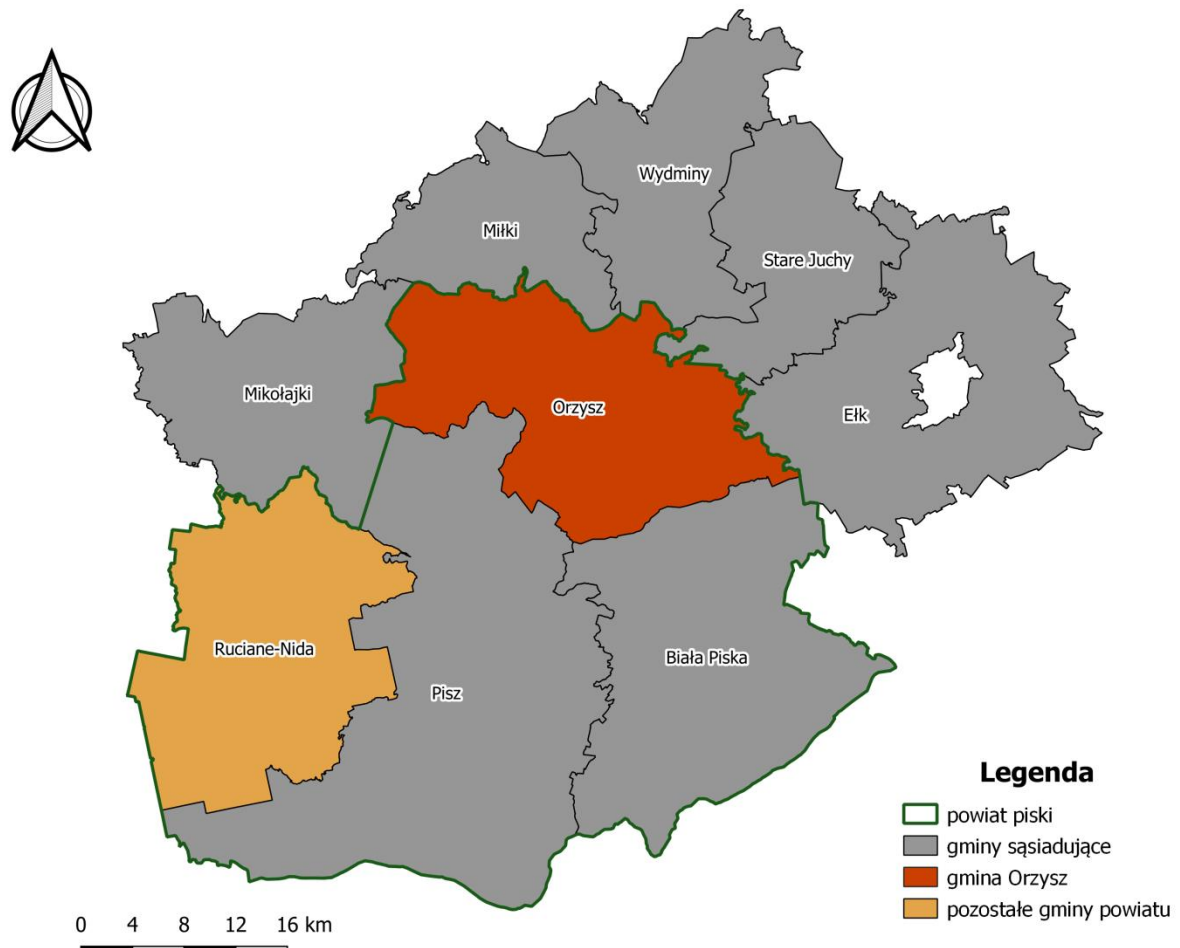 Wydminy
Miłki
Stare Juchy
Mikołajki
Orzysz
Ełk
Ruciane-Nida
Biała Piska
Pisz
Legenda
powiat piski
gminy sąsiadujące
gmina Orzysz
pozostałe gminy powiatu
0 4 8 12 16 km